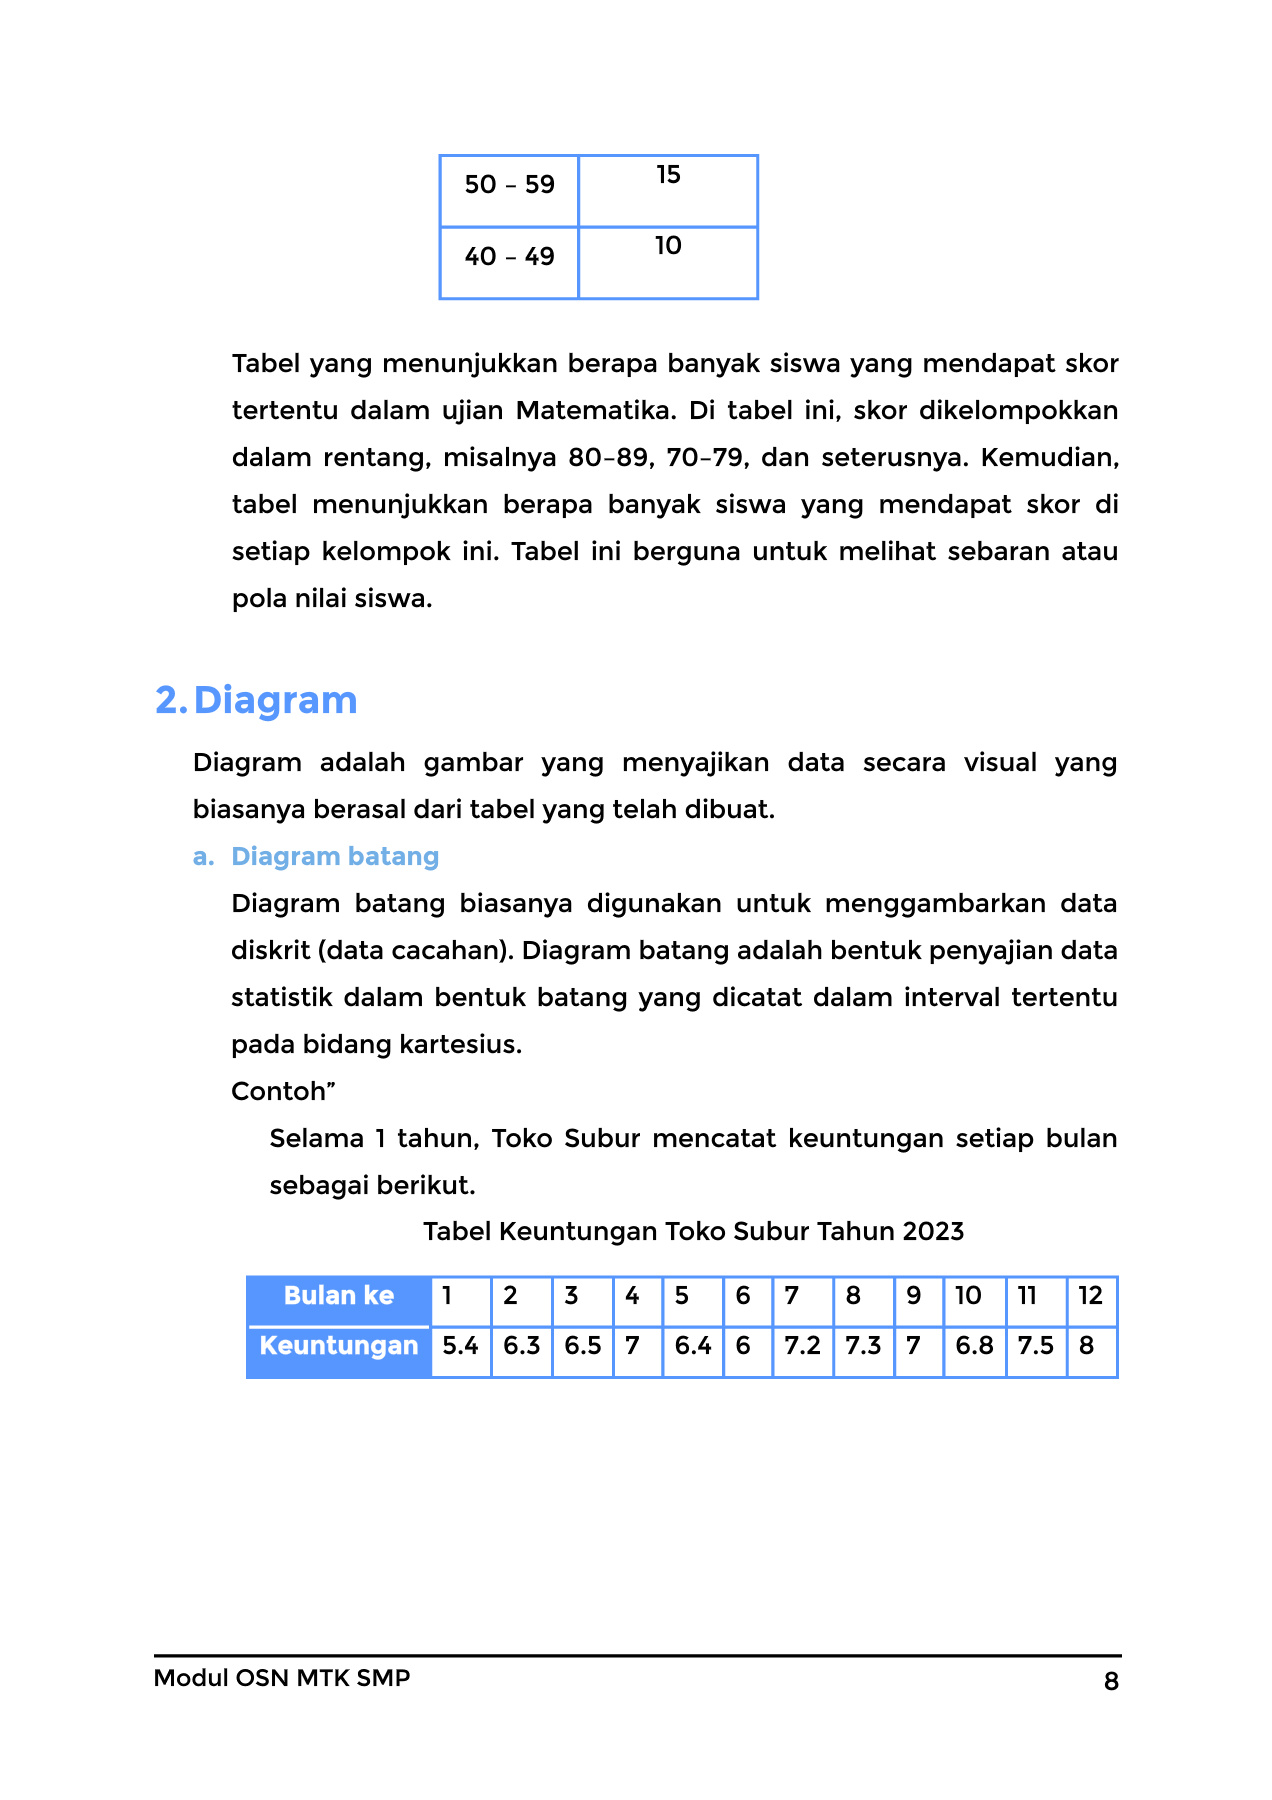 50 – 59 15
40 – 49 10
Tabel yang menunjukkan berapa banyak siswa yang mendapat skor
tertentu dalam ujian Matematika. Di tabel ini, skor dikelompokkan
dalam rentang, misalnya 80–89, 70–79, dan seterusnya. Kemudian,
tabel menunjukkan berapa banyak siswa yang mendapat skor di
setiap kelompok ini. Tabel ini berguna untuk melihat sebaran atau
pola nilai siswa.
2. Diagram
Diagram adalah gambar yang menyajikan data secara visual yang
biasanya berasal dari tabel yang telah dibuat.
a. Diagram batang
Diagram batang biasanya digunakan untuk menggambarkan data
diskrit (data cacahan). Diagram batang adalah bentuk penyajian data
statistik dalam bentuk batang yang dicatat dalam interval tertentu
pada bidang kartesius.
Contoh”
Selama 1 tahun, Toko Subur mencatat keuntungan setiap bulan
sebagai berikut.
Tabel Keuntungan Toko Subur Tahun 2023
Bulan ke 1 2 3 4 5 6 7 8 9 10 11 12
Keuntungan 5.4 6.3 6.5 7 6.4 6 7.2 7.3 7 6.8 7.5 8
Modul OSN MTK SMP 8